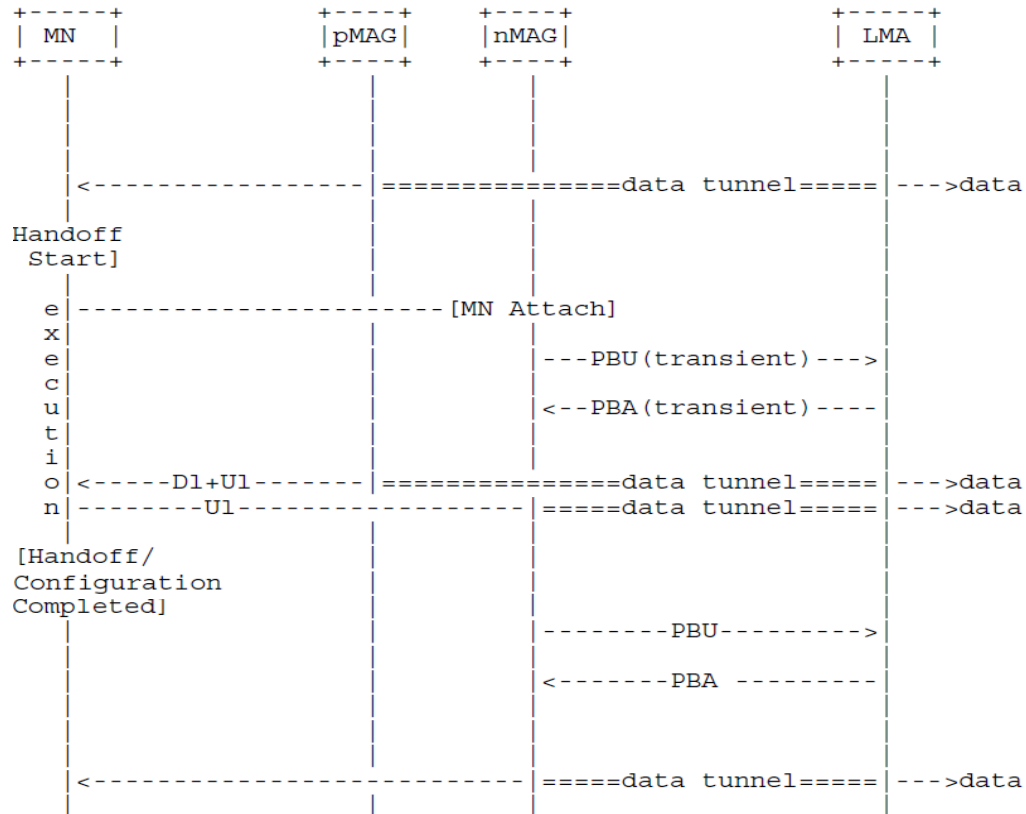 MN pMAG nMAG LMA
data tunnel data
Handoff
Start]
e [MN Attach]
x
e PBU(transient)
c
u PBA(transient)
t
i
o Dl+Ul data tunnel data
n Ul data tunnel data
[Handoff/
Configuration
Completed]
PBU
PBA
data tunnel data